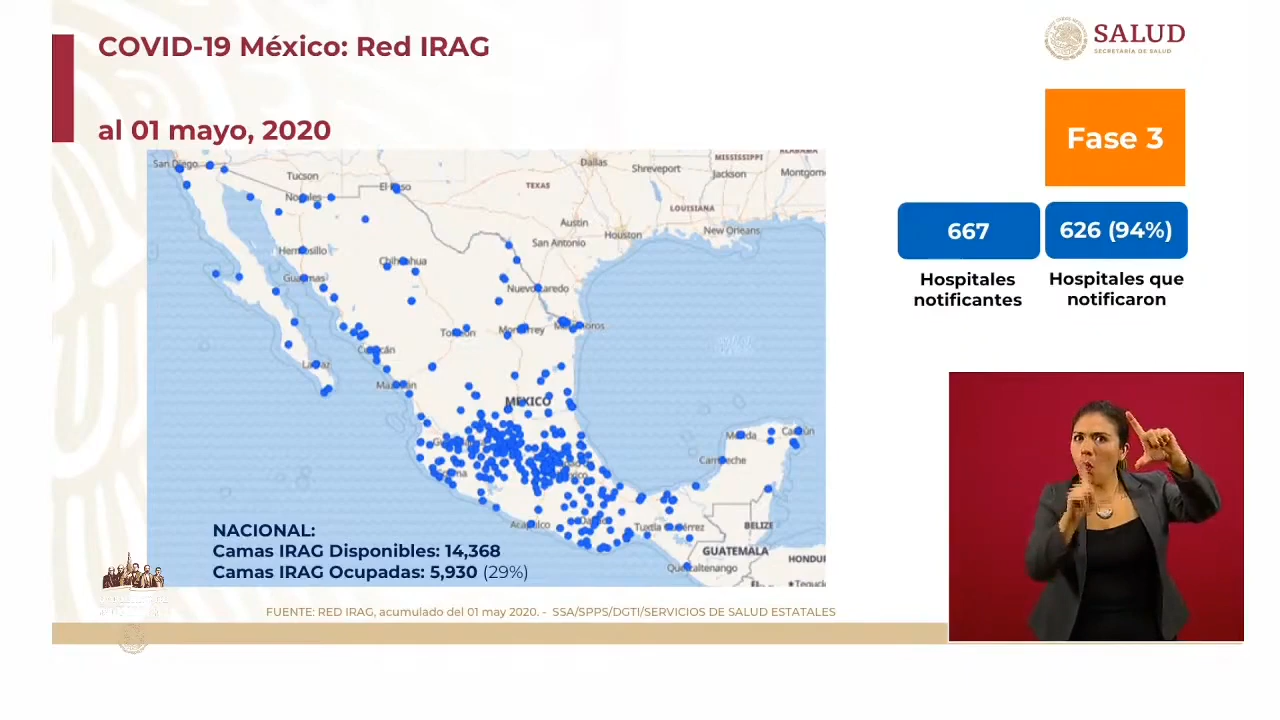 COVID-19 México: Red IRAG
al 01 mayo, 2020
SALUD
SECRETARÍA DE SALUD
Fase 3
667
626 (94%)
Hospitales
notificantes
Hospitales que
notificaron
San Diego
Tucson
Nogales
El Paso
Dallas
Shreveport
MISSISSIPPI
Jackson
ALABAMA
Montgom
TEXAS
LOUISIANA
Austin
Houston
New Orleans
San Antonio
Hermosillo
Chihuahua
Guaymas
Nuevo Laredo
Torreón
Monterrey
Matamoros
Culiacán
La Paz
Mazatlán
MÉXICO
Mérida
Cancún
Campeche
Acapulco
Tuxtla Gutiérrez
BELIZE
GUATEMALA
HONDUR
Quetzaltenango
Teguc
NACIONAL:
Camas IRAG Disponibles: 14,368
Camas IRAG Ocupadas: 5,930 (29%)
FUENTE: RED IRAG, acumulado del 01 may 2020. - SSA/SPPS/DGTI/SERVICIOS DE SALUD ESTATALES